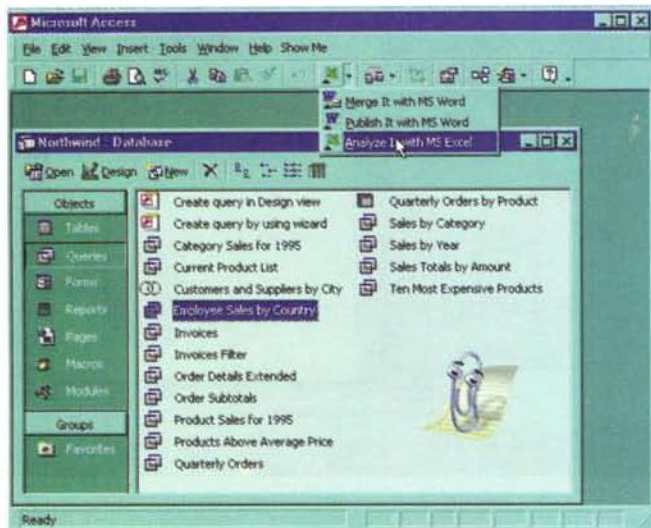 Microsoft Access
File Edit View Insert Tools Window Help Show Me
Merge It with MS Word
Publish It with MS Word
Analyze It with MS Excel
Northwind : Database
Open Design New
Objects
Tables
Queries
Forms
Reports
Pages
Macros
Modules
Groups
Favorites
Create query in Design view
Create query by using wizard
Category Sales for 1995
Current Product List
Customers and Suppliers by City
Employee Sales by Country
Invoices
Invoices Filter
Order Details Extended
Order Subtotals
Product Sales for 1995
Products Above Average Price
Quarterly Orders
Quarterly Orders by Product
Sales by Category
Sales by Year
Sales Totals by Amount
Ten Most Expensive Products
Ready